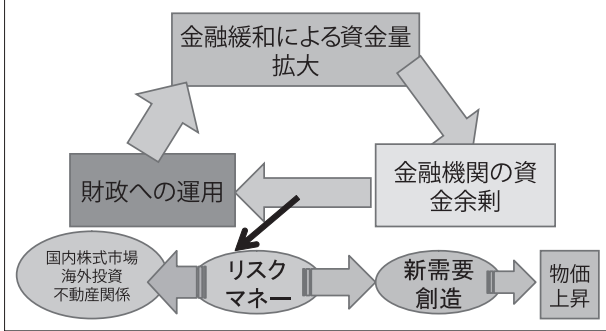 金融緩和による資金量
拡大
財政への運用
金融機関の資
金余剰
国内株式市場
海外投資
不動産関係
リスク
マネー
新需要
創造
物価
上昇